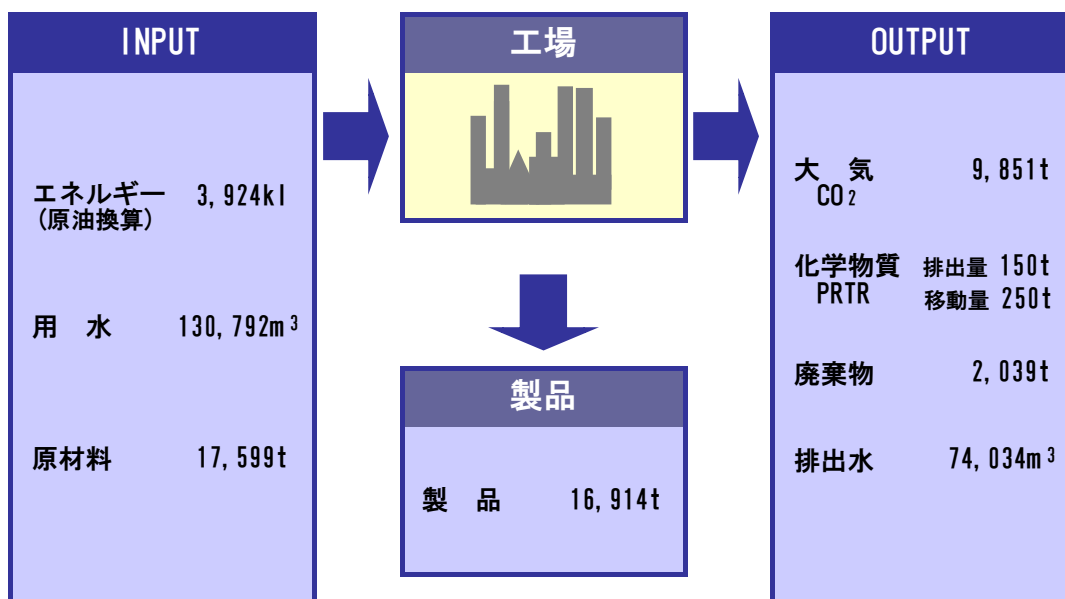 INPUT
エネルギー 3,924kl
(原油換算)
用 水 130,792m³
原材料 17,599t
工場
製品
製 品 16,914t
OUTPUT
大 気 9,851t
CO₂
化学物質 排出量 150t
PRTR 移動量 250t
廃棄物 2,039t
排出水 74,034m³